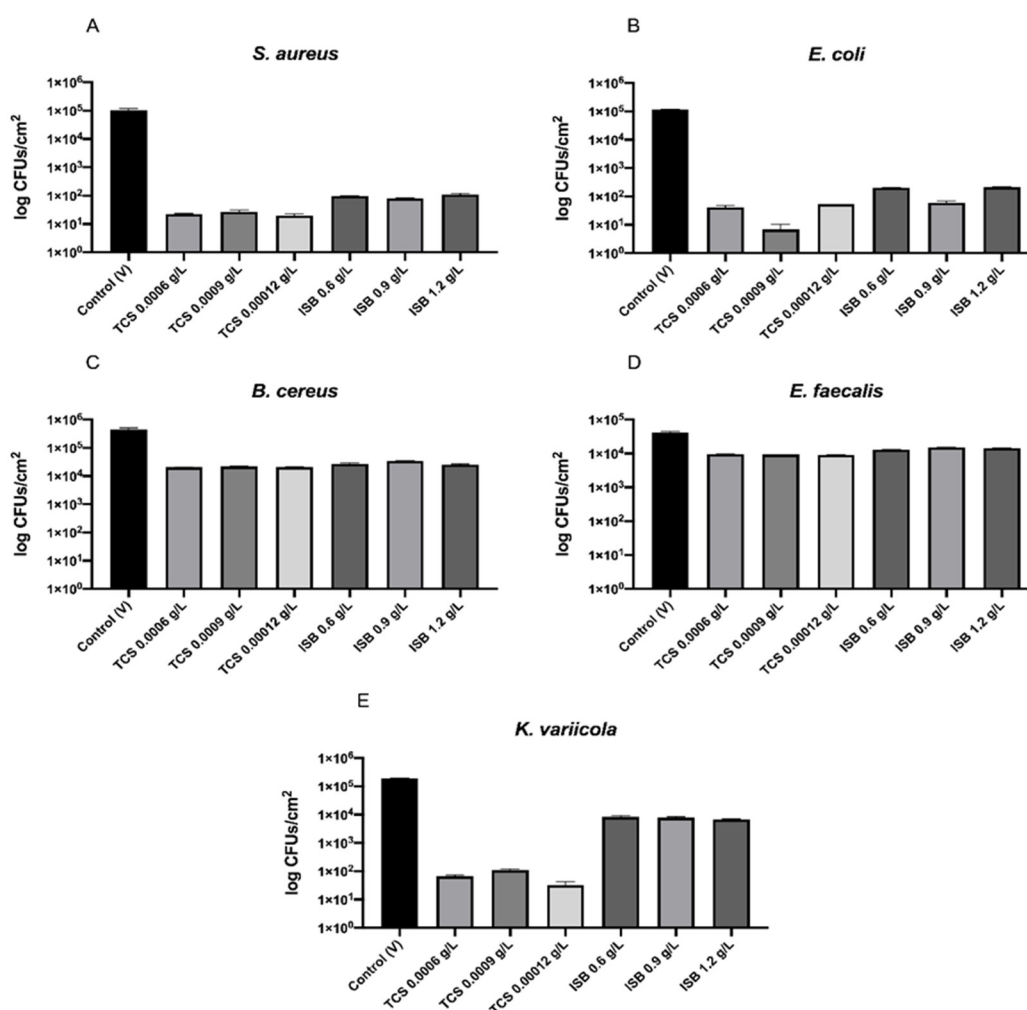 A
S. aureus
log CFUs/cm²
1×10⁶
1×10⁵
1×10⁴
1×10³
1×10²
1×10¹
1×10⁰
Control (V)
TCS 0.0006 g/L
TCS 0.0009 g/L
TCS 0.00012 g/L
ISB 0.6 g/L
ISB 0.9 g/L
ISB 1.2 g/L
B
E. coli
log CFUs/cm²
1×10⁶
1×10⁵
1×10⁴
1×10³
1×10²
1×10¹
1×10⁰
Control (V)
TCS 0.0006 g/L
TCS 0.0009 g/L
TCS 0.00012 g/L
ISB 0.6 g/L
ISB 0.9 g/L
ISB 1.2 g/L
C
B. cereus
log CFUs/cm²
1×10⁶
1×10⁵
1×10⁴
1×10³
1×10²
1×10¹
1×10⁰
Control (V)
TCS 0.0006 g/L
TCS 0.0009 g/L
TCS 0.00012 g/L
ISB 0.6 g/L
ISB 0.9 g/L
ISB 1.2 g/L
D
E. faecalis
log CFUs/cm²
1×10⁵
1×10⁴
1×10³
1×10²
1×10¹
1×10⁰
Control (V)
TCS 0.0006 g/L
TCS 0.0009 g/L
TCS 0.00012 g/L
ISB 0.6 g/L
ISB 0.9 g/L
ISB 1.2 g/L
E
K. variicola
log CFUs/cm²
1×10⁶
1×10⁵
1×10⁴
1×10³
1×10²
1×10¹
1×10⁰
Control (V)
TCS 0.0006 g/L
TCS 0.0009 g/L
TCS 0.00012 g/L
ISB 0.6 g/L
ISB 0.9 g/L
ISB 1.2 g/L